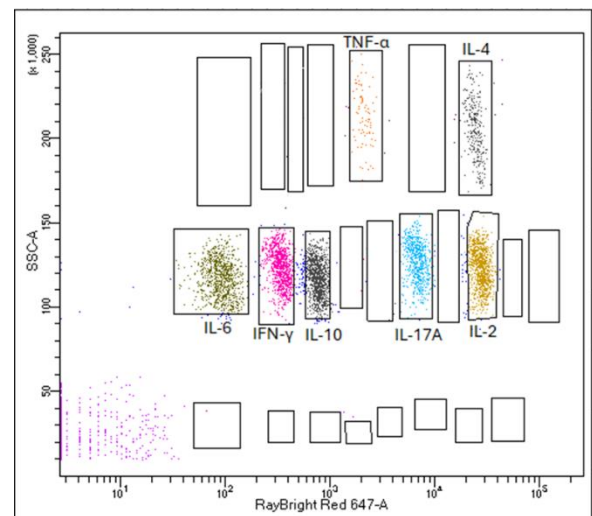 TNF-α
IL-4
(x 1,000)
250
200
150
100
50
SSC-A
IL-6
IFN-γ
IL-10
IL-17A
IL-2
10¹
10²
10³
10⁴
10⁵
RayBright Red 647-A